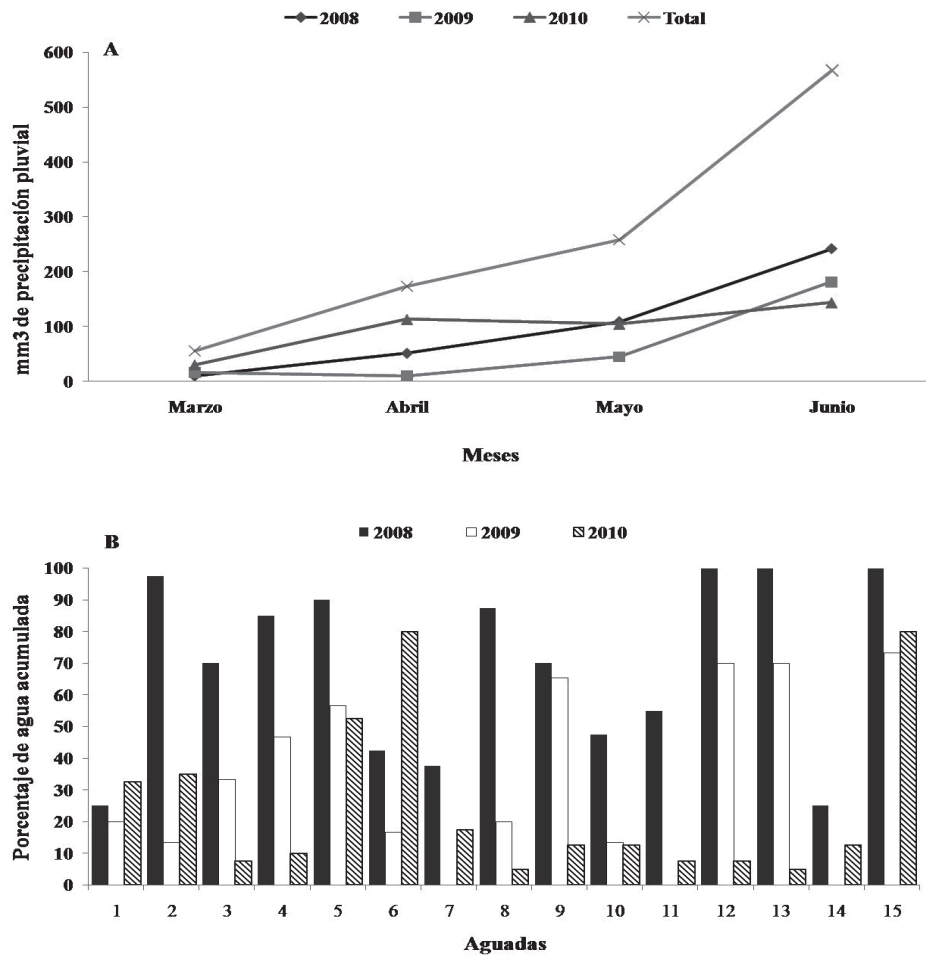 2008 2009 2010 Total
A
600
500
400
300
200
100
0
mm3 de precipitación pluvial
Marzo Abril Mayo Junio
Meses
B
2008 2009 2010
100
90
80
70
60
50
40
30
20
10
0
Porcentaje de agua acumulada
1 2 3 4 5 6 7 8 9 10 11 12 13 14 15
Aguadas